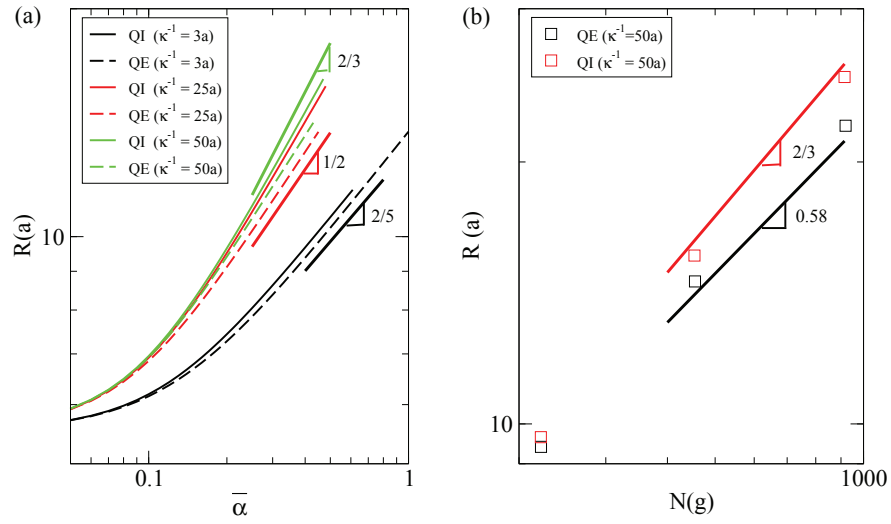 (a)
QI (κ⁻¹ = 3a)
QE (κ⁻¹ = 3a)
QI (κ⁻¹ = 25a)
QE (κ⁻¹ = 25a)
QI (κ⁻¹ = 50a)
QE (κ⁻¹ = 50a)
2/3
1/2
2/5
R(a)
10
0.1
1
α̅
(b)
QE (κ⁻¹=50a)
QI (κ⁻¹ = 50a)
2/3
0.58
R (a)
10
1000
N(g)